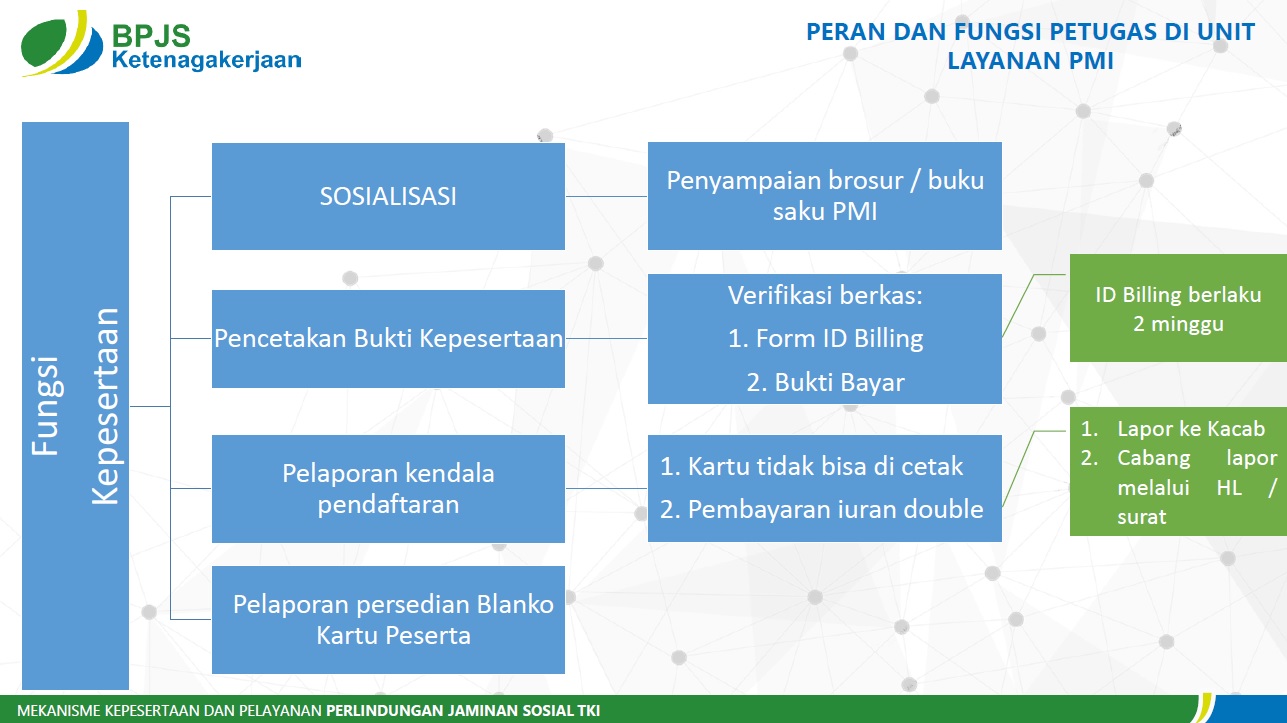 BPJS
Ketenagakerjaan
PERAN DAN FUNGSI PETUGAS DI UNIT
LAYANAN PMI
Fungsi
Kepesertaan
SOSIALISASI
Penyampaian brosur / buku
saku PMI
Pencetakan Bukti Kepesertaan
Verifikasi berkas:
1. Form ID Billing
2. Bukti Bayar
ID Billing berlaku
2 minggu
Pelaporan kendala
pendaftaran
1. Kartu tidak bisa di cetak
2. Pembayaran iuran double
1. Lapor ke Kacab
2. Cabang lapor
melalui HL /
surat
Pelaporan persedian Blanko
Kartu Peserta
MEKANISME KEPESERTAAN DAN PELAYANAN PERLINDUNGAN JAMINAN SOSIAL TKI